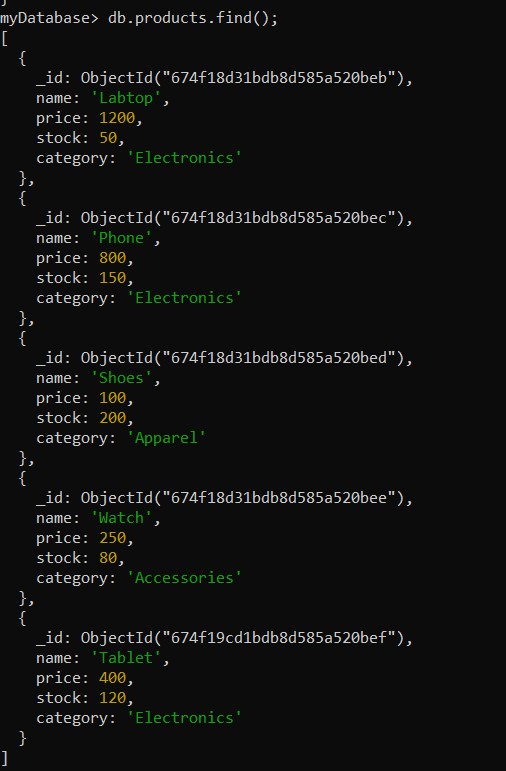 }
myDatabase> db.products.find();
[
  {
    _id: ObjectId("674f18d31bdb8d585a520beb"),
    name: 'Labtop',
    price: 1200,
    stock: 50,
    category: 'Electronics'
  },
  {
    _id: ObjectId("674f18d31bdb8d585a520bec"),
    name: 'Phone',
    price: 800,
    stock: 150,
    category: 'Electronics'
  },
  {
    _id: ObjectId("674f18d31bdb8d585a520bed"),
    name: 'Shoes',
    price: 100,
    stock: 200,
    category: 'Apparel'
  },
  {
    _id: ObjectId("674f18d31bdb8d585a520bee"),
    name: 'Watch',
    price: 250,
    stock: 80,
    category: 'Accessories'
  },
  {
    _id: ObjectId("674f19cd1bdb8d585a520bef"),
    name: 'Tablet',
    price: 400,
    stock: 120,
    category: 'Electronics'
  }
]